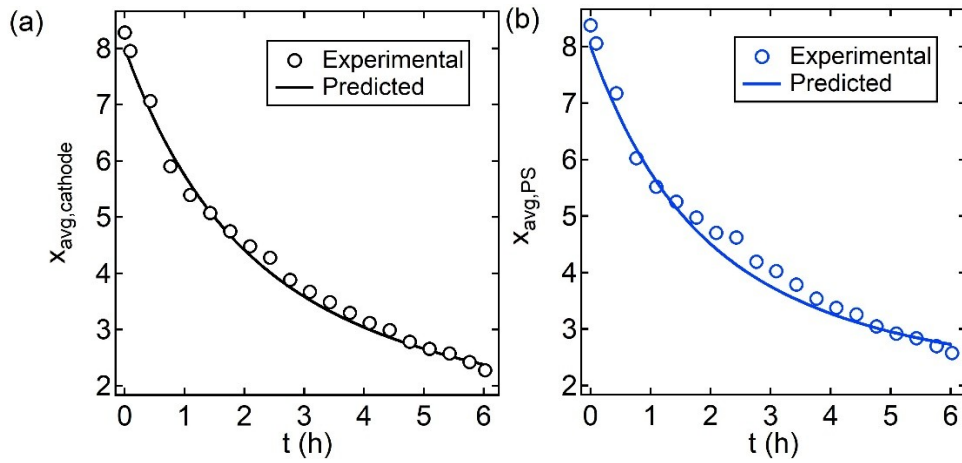 (a)
8
7
6
5
4
3
2
x_avg,cathode
Experimental
Predicted
0 1 2 3 4 5 6
t (h)
(b)
8
7
6
5
4
3
2
x_avg,PS
Experimental
Predicted
0 1 2 3 4 5 6
t (h)